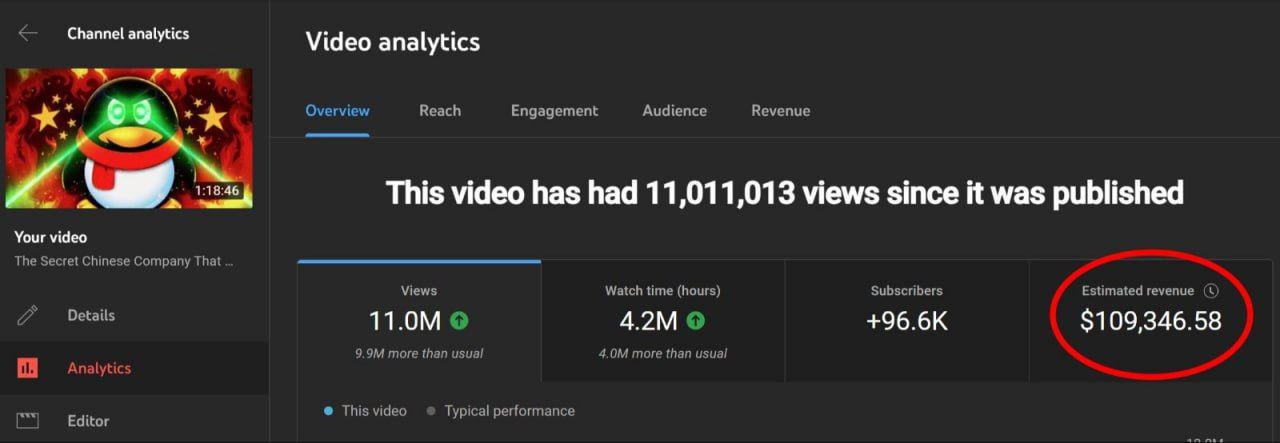 Channel analytics
1:18:46
Your video
The Secret Chinese Company That ...
Details
Analytics
Editor
Video analytics
Overview Reach Engagement Audience Revenue
This video has had 11,011,013 views since it was published
Views Watch time (hours) Subscribers Estimated revenue
11.0M 4.2M +96.6K $109,346.58
9.9M more than usual 4.0M more than usual
This video Typical performance